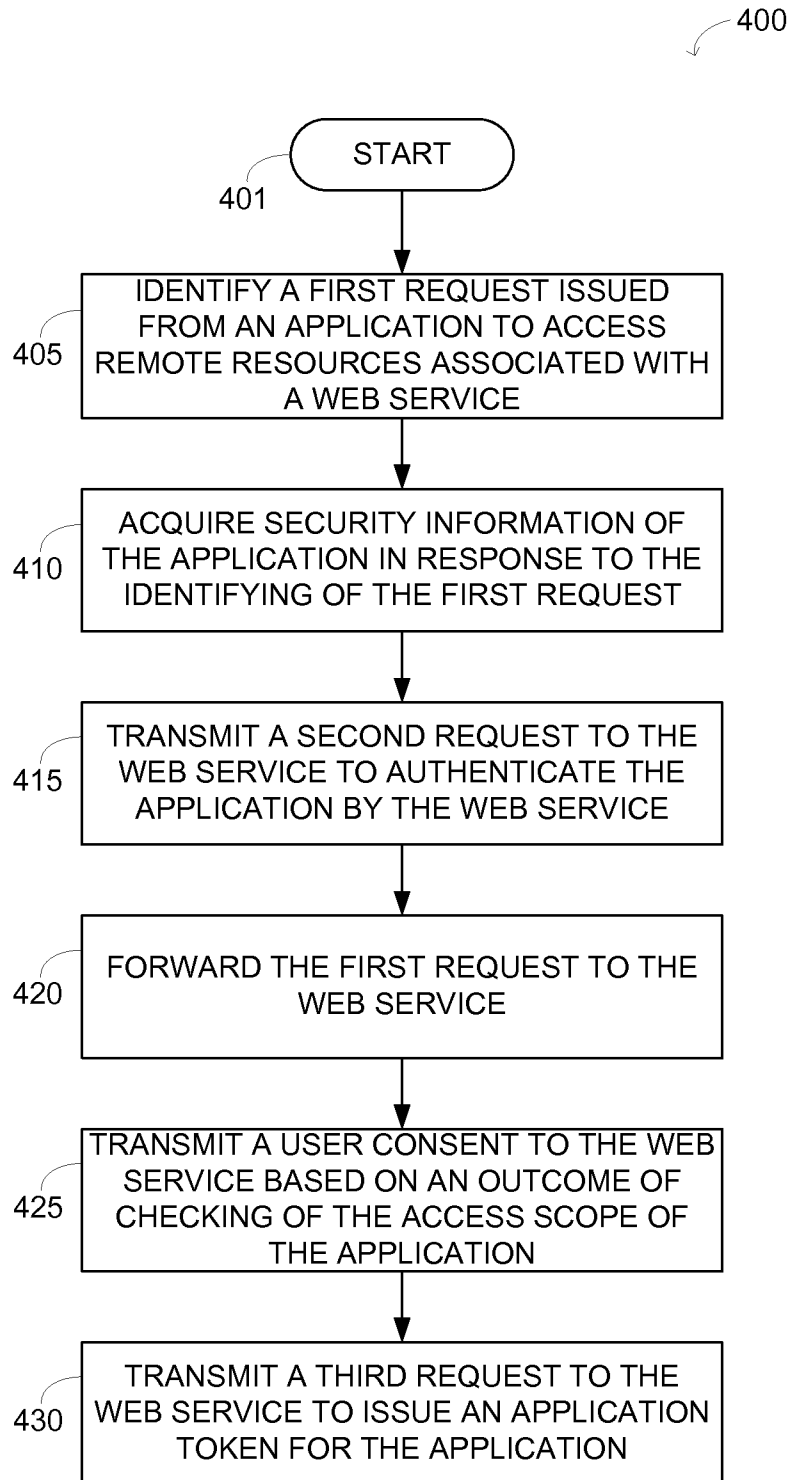 400
START
401
IDENTIFY A FIRST REQUEST ISSUED
FROM AN APPLICATION TO ACCESS
REMOTE RESOURCES ASSOCIATED WITH
A WEB SERVICE
405
ACQUIRE SECURITY INFORMATION OF
THE APPLICATION IN RESPONSE TO THE
IDENTIFYING OF THE FIRST REQUEST
410
TRANSMIT A SECOND REQUEST TO THE
WEB SERVICE TO AUTHENTICATE THE
APPLICATION BY THE WEB SERVICE
415
FORWARD THE FIRST REQUEST TO THE
WEB SERVICE
420
TRANSMIT A USER CONSENT TO THE WEB
SERVICE BASED ON AN OUTCOME OF
CHECKING OF THE ACCESS SCOPE OF
THE APPLICATION
425
TRANSMIT A THIRD REQUEST TO THE
WEB SERVICE TO ISSUE AN APPLICATION
TOKEN FOR THE APPLICATION
430